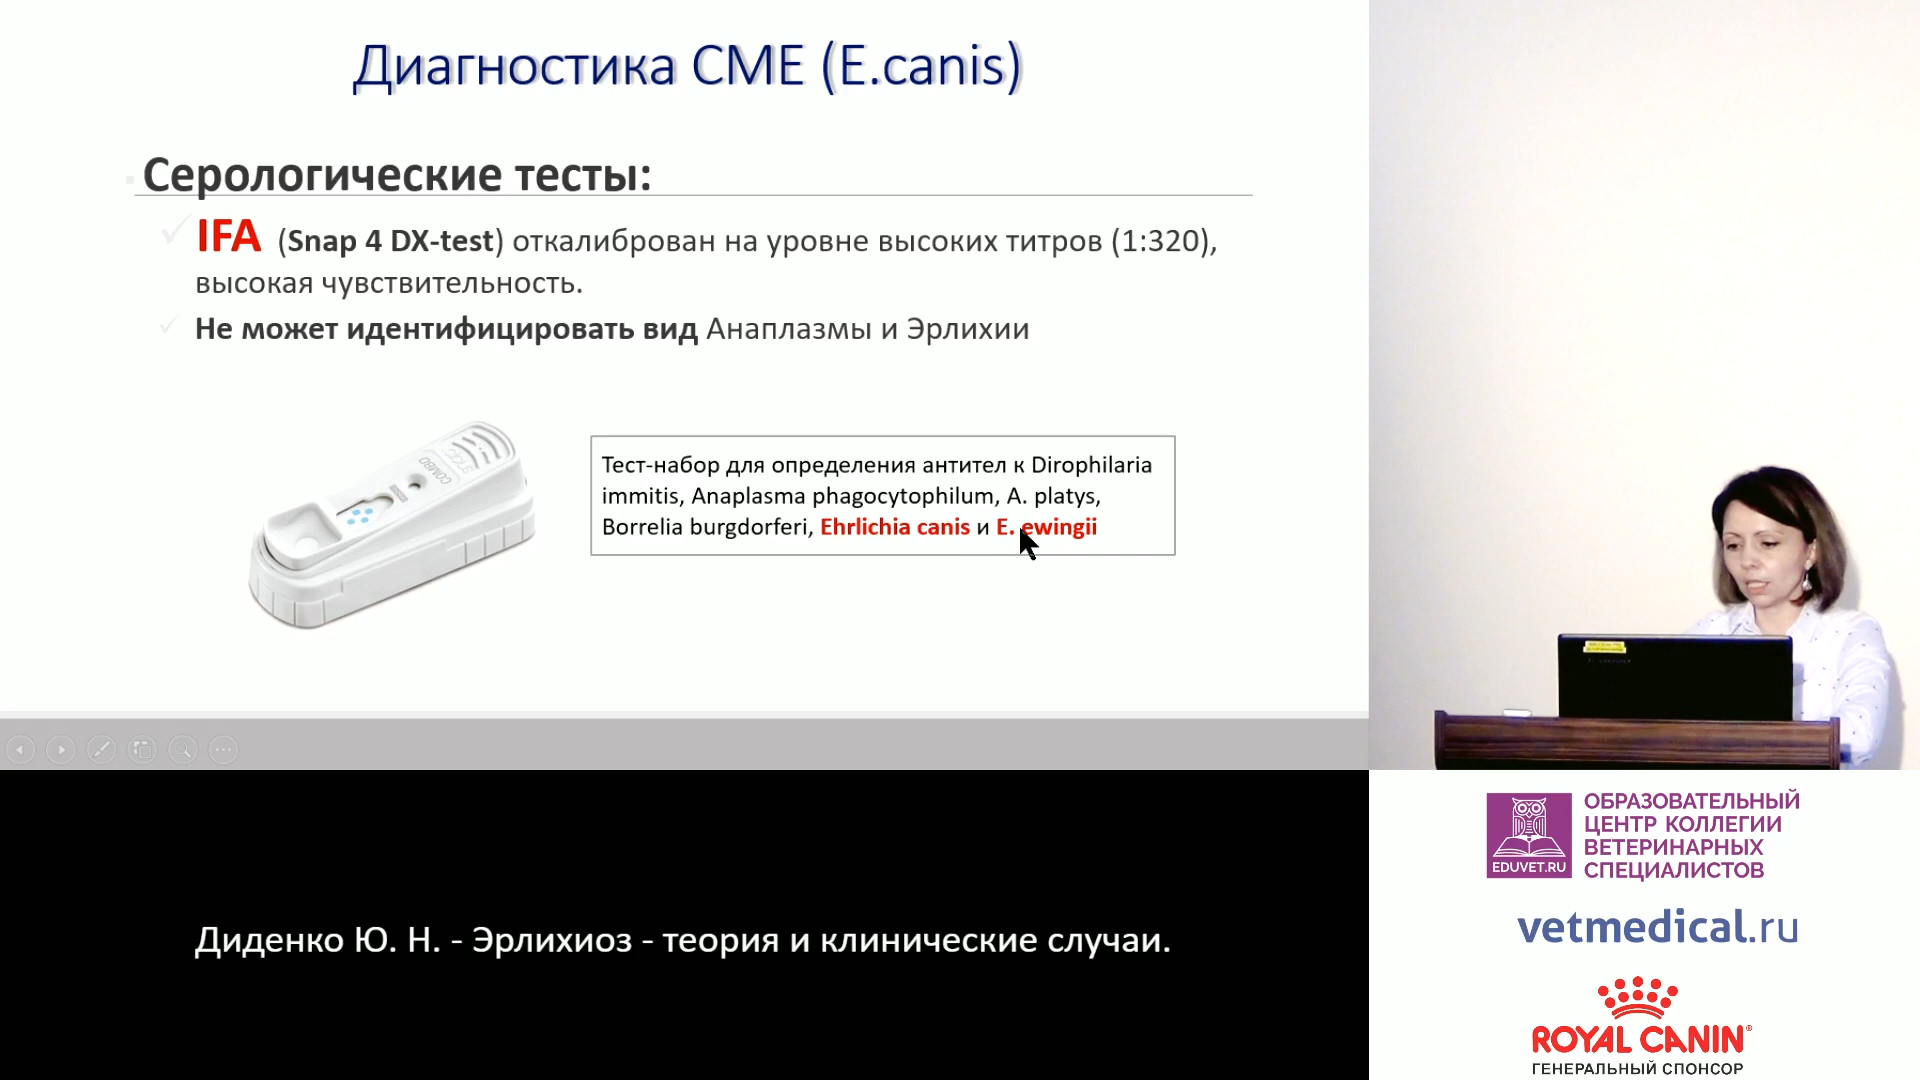 Диагностика CME (E.canis)
Серологические тесты:
IFA (Snap 4 DX-test) откалиброван на уровне высоких титров (1:320),
высокая чувствительность.
Не может идентифицировать вид Анаплазмы и Эрлихии
COMBO
Тест-набор для определения антител к Dirophilaria
immitis, Anaplasma phagocytophilum, A. platys,
Borrelia burgdorferi, Ehrlichia canis и E. ewingii
Диденко Ю. Н. - Эрлихиоз - теория и клинические случаи.
EDUVET.RU
ОБРАЗОВАТЕЛЬНЫЙ
ЦЕНТР КОЛЛЕГИИ
ВЕТЕРИНАРНЫХ
СПЕЦИАЛИСТОВ
vetmedical.ru
ROYAL CANIN®
ГЕНЕРАЛЬНЫЙ СПОНСОР